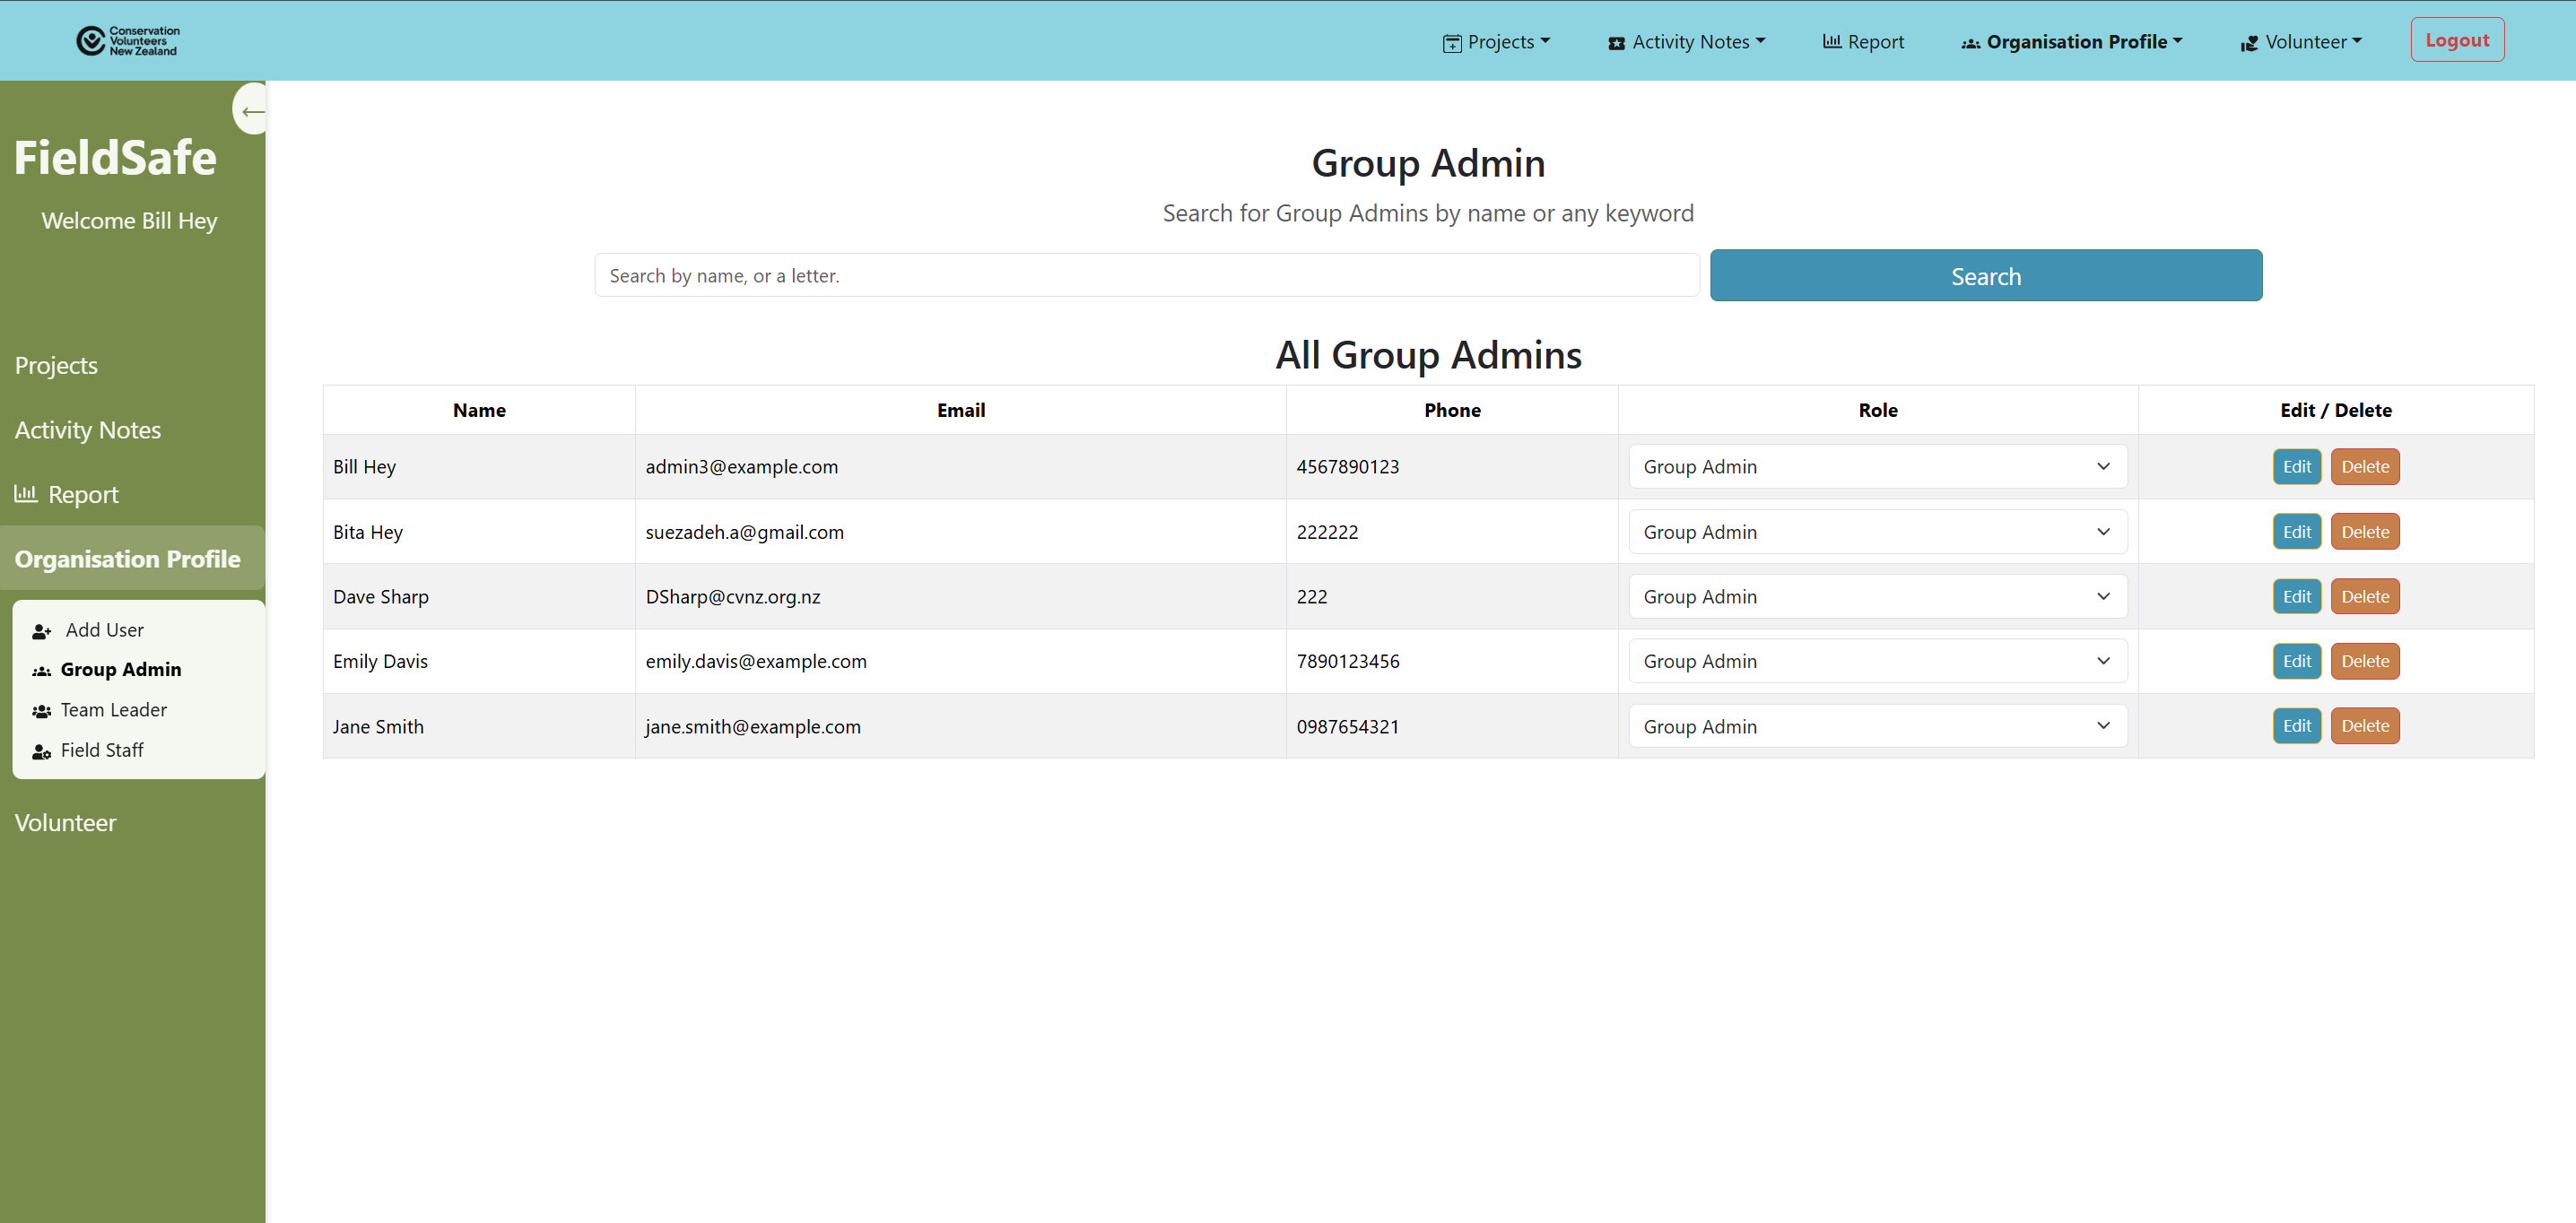 Conservation
Volunteers
New Zealand
Projects Activity Notes Report Organisation Profile Volunteer Logout
FieldSafe
Welcome Bill Hey
Projects
Activity Notes
Report
Organisation Profile
Add User
Group Admin
Team Leader
Field Staff
Volunteer
Group Admin
Search for Group Admins by name or any keyword
Search by name, or a letter. Search
All Group Admins
Name Email Phone Role Edit / Delete
Bill Hey admin3@example.com 4567890123 Group Admin Edit Delete
Bita Hey suezadeh.a@gmail.com 222222 Group Admin Edit Delete
Dave Sharp DSharp@cvnz.org.nz 222 Group Admin Edit Delete
Emily Davis emily.davis@example.com 7890123456 Group Admin Edit Delete
Jane Smith jane.smith@example.com 0987654321 Group Admin Edit Delete